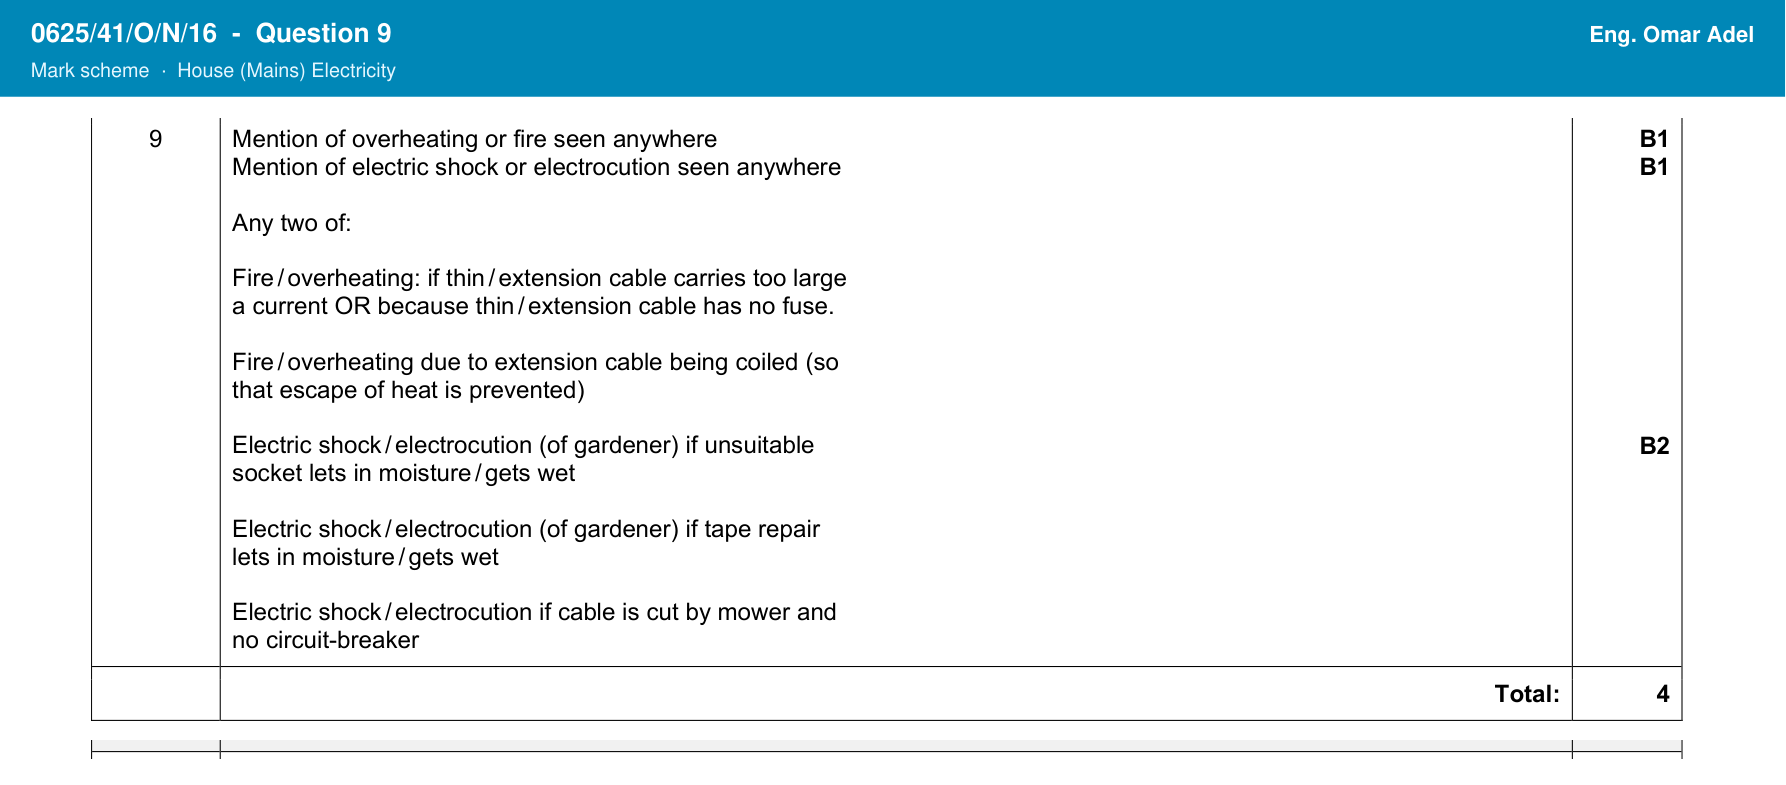 0625/41/O/N/16 - Question 9
Eng. Omar Adel
Mark scheme · House (Mains) Electricity
9 Mention of overheating or fire seen anywhere B1
Mention of electric shock or electrocution seen anywhere B1
Any two of:
Fire/overheating: if thin/extension cable carries too large
a current OR because thin/extension cable has no fuse.
Fire/overheating due to extension cable being coiled (so
that escape of heat is prevented)
Electric shock/electrocution (of gardener) if unsuitable B2
socket lets in moisture/gets wet
Electric shock/electrocution (of gardener) if tape repair
lets in moisture/gets wet
Electric shock/electrocution if cable is cut by mower and
no circuit-breaker
Total: 4